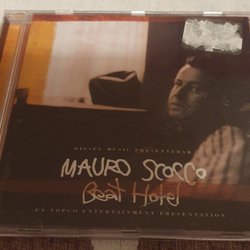 DIESEL MUSIC PRESENTERAR
MAURO SCOCCO
Beat Hotel
EN TOPCO ENTERTAINMENT PRESENTATION